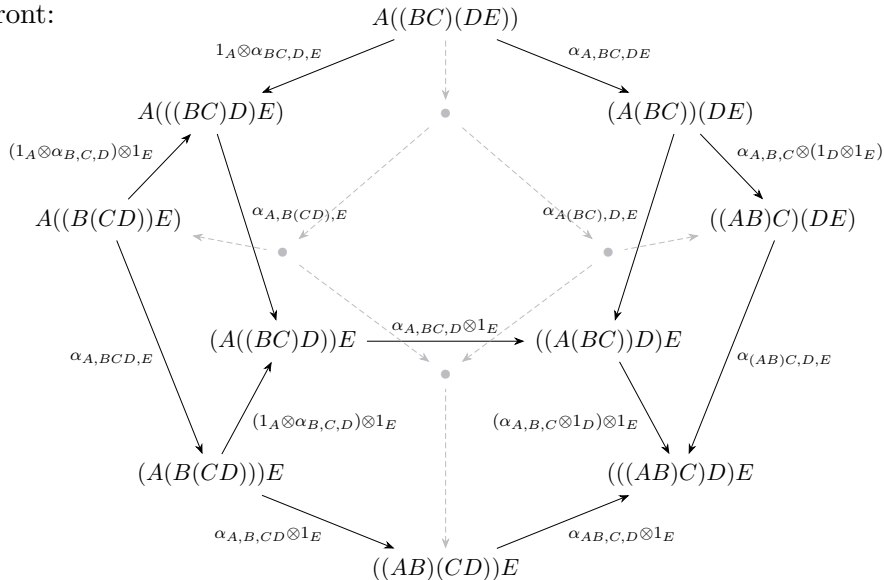 ront:
A((BC)(DE))
1_A⊗α_{BC,D,E}
α_{A,BC,DE}
A(((BC)D)E)
(A(BC))(DE)
(1_A⊗α_{B,C,D})⊗1_E
α_{A,B,C}⊗(1_D⊗1_E)
A((B(CD))E)
α_{A,B(CD),E}
α_{A(BC),D,E}
((AB)C)(DE)
(A((BC)D))E
α_{A,BC,D}⊗1_E
((A(BC))D)E
α_{A,BCD,E}
α_{(AB)C,D,E}
(1_A⊗α_{B,C,D})⊗1_E
(α_{A,B,C}⊗1_D)⊗1_E
(A(B(CD)))E
(((AB)C)D)E
α_{A,B,CD}⊗1_E
α_{AB,C,D}⊗1_E
((AB)(CD))E